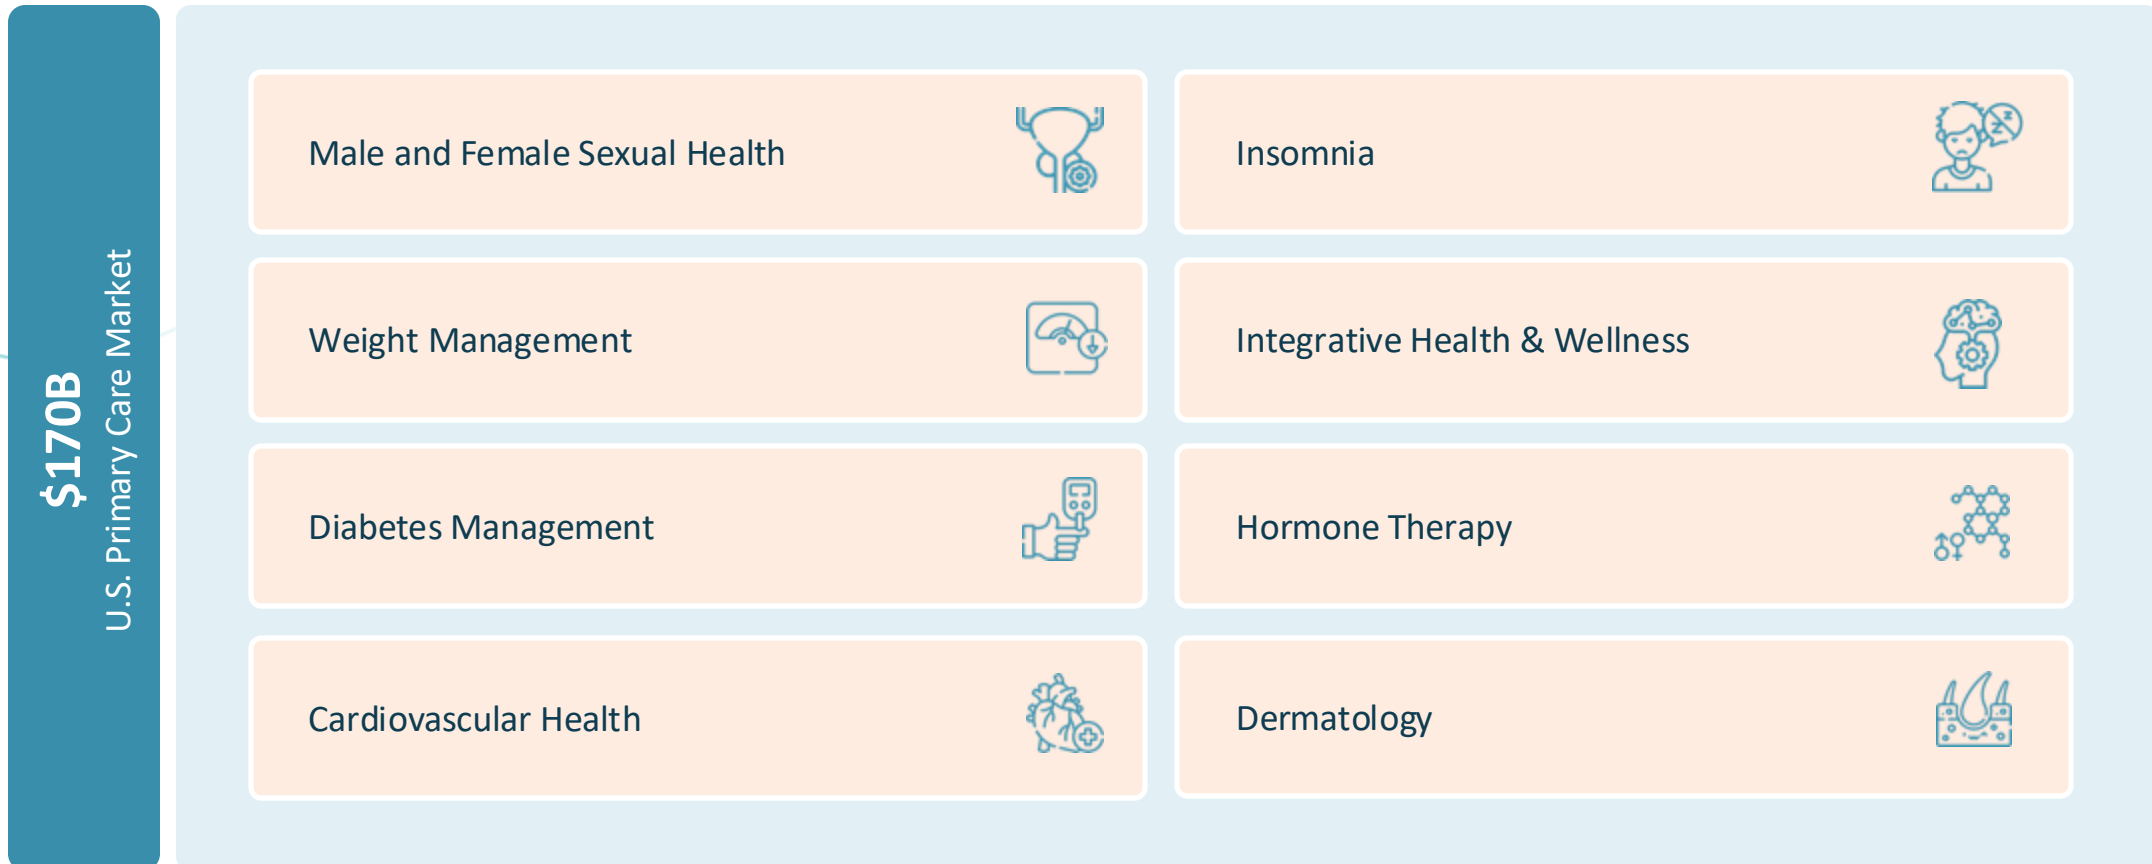 $170B
U.S. Primary Care Market
Male and Female Sexual Health
Insomnia
Weight Management
Integrative Health & Wellness
Diabetes Management
Hormone Therapy
Cardiovascular Health
Dermatology